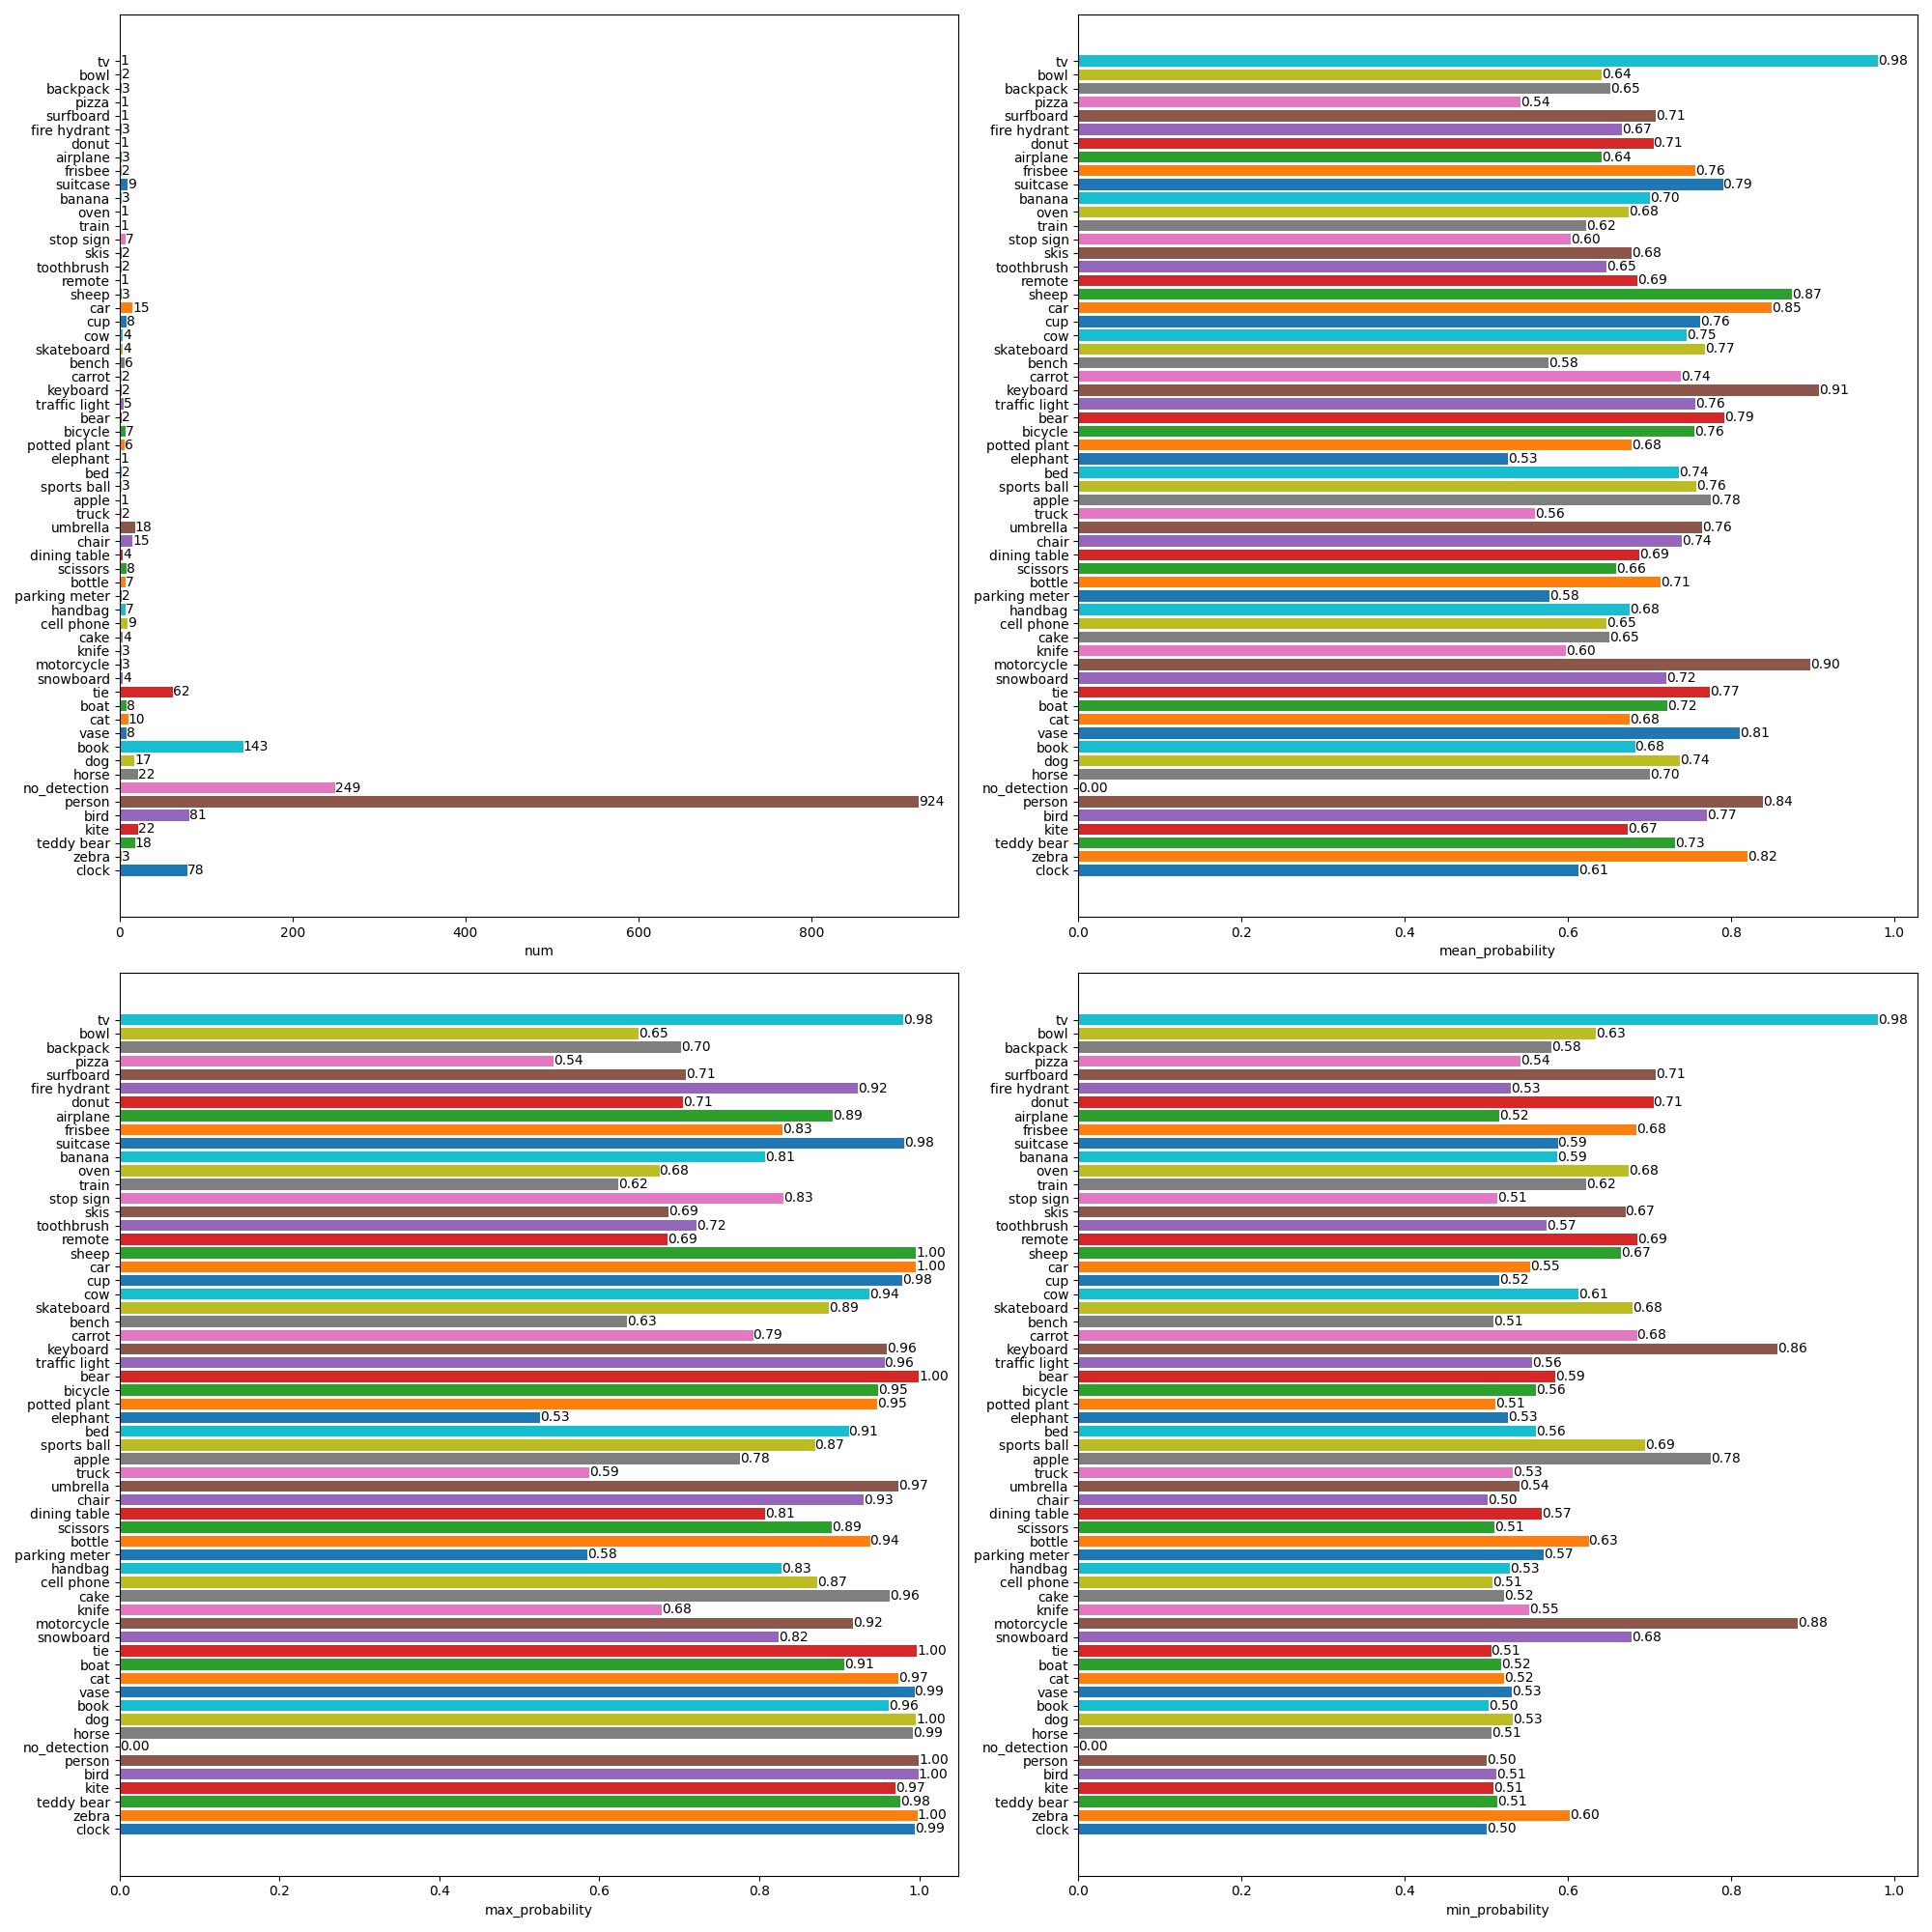 tv 1
bowl 2
backpack 3
pizza 1
surfboard 1
fire hydrant 3
donut 1
airplane 3
frisbee 2
suitcase 9
banana 3
oven 1
train 1
stop sign 7
skis 2
toothbrush 2
remote 1
sheep 3
car 15
cup 8
cow 4
skateboard 4
bench 6
carrot 2
keyboard 2
traffic light 5
bear 2
bicycle 7
potted plant 6
elephant 1
bed 2
sports ball 3
apple 1
truck 2
umbrella 18
chair 15
dining table 4
scissors 8
bottle 7
parking meter 2
handbag 7
cell phone 9
cake 4
knife 3
motorcycle 3
snowboard 4
tie 62
boat 8
cat 10
vase 8
book 143
dog 17
horse 22
no_detection 249
person 924
bird 81
kite 22
teddy bear 18
zebra 3
clock 78
0 200 400 600 800
num
tv 0.98
bowl 0.64
backpack 0.65
pizza 0.54
surfboard 0.71
fire hydrant 0.67
donut 0.71
airplane 0.64
frisbee 0.76
suitcase 0.79
banana 0.70
oven 0.68
train 0.62
stop sign 0.60
skis 0.68
toothbrush 0.65
remote 0.69
sheep 0.87
car 0.85
cup 0.76
cow 0.75
skateboard 0.77
bench 0.58
carrot 0.74
keyboard 0.91
traffic light 0.76
bear 0.79
bicycle 0.76
potted plant 0.68
elephant 0.53
bed 0.74
sports ball 0.76
apple 0.78
truck 0.56
umbrella 0.76
chair 0.74
dining table 0.69
scissors 0.66
bottle 0.71
parking meter 0.58
handbag 0.68
cell phone 0.65
cake 0.65
knife 0.60
motorcycle 0.90
snowboard 0.72
tie 0.77
boat 0.72
cat 0.68
vase 0.81
book 0.68
dog 0.74
horse 0.70
no_detection 0.00
person 0.84
bird 0.77
kite 0.67
teddy bear 0.73
zebra 0.82
clock 0.61
0.0 0.2 0.4 0.6 0.8 1.0
mean_probability
tv 0.98
bowl 0.65
backpack 0.70
pizza 0.54
surfboard 0.71
fire hydrant 0.92
donut 0.71
airplane 0.89
frisbee 0.83
suitcase 0.98
banana 0.81
oven 0.68
train 0.62
stop sign 0.83
skis 0.69
toothbrush 0.72
remote 0.69
sheep 1.00
car 1.00
cup 0.98
cow 0.94
skateboard 0.89
bench 0.63
carrot 0.79
keyboard 0.96
traffic light 0.96
bear 1.00
bicycle 0.95
potted plant 0.95
elephant 0.53
bed 0.91
sports ball 0.87
apple 0.78
truck 0.59
umbrella 0.97
chair 0.93
dining table 0.81
scissors 0.89
bottle 0.94
parking meter 0.58
handbag 0.83
cell phone 0.87
cake 0.96
knife 0.68
motorcycle 0.92
snowboard 0.82
tie 1.00
boat 0.91
cat 0.97
vase 0.99
book 0.96
dog 1.00
horse 0.99
no_detection 0.00
person 1.00
bird 1.00
kite 0.97
teddy bear 0.98
zebra 1.00
clock 0.99
0.0 0.2 0.4 0.6 0.8 1.0
max_probability
tv 0.98
bowl 0.63
backpack 0.58
pizza 0.54
surfboard 0.71
fire hydrant 0.53
donut 0.71
airplane 0.52
frisbee 0.68
suitcase 0.59
banana 0.59
oven 0.68
train 0.62
stop sign 0.51
skis 0.67
toothbrush 0.57
remote 0.69
sheep 0.67
car 0.55
cup 0.52
cow 0.61
skateboard 0.68
bench 0.51
carrot 0.68
keyboard 0.86
traffic light 0.56
bear 0.59
bicycle 0.56
potted plant 0.51
elephant 0.53
bed 0.56
sports ball 0.69
apple 0.78
truck 0.53
umbrella 0.54
chair 0.50
dining table 0.57
scissors 0.51
bottle 0.63
parking meter 0.57
handbag 0.53
cell phone 0.51
cake 0.52
knife 0.55
motorcycle 0.88
snowboard 0.68
tie 0.51
boat 0.52
cat 0.52
vase 0.53
book 0.50
dog 0.53
horse 0.51
no_detection 0.00
person 0.50
bird 0.51
kite 0.51
teddy bear 0.51
zebra 0.60
clock 0.50
0.0 0.2 0.4 0.6 0.8 1.0
min_probability